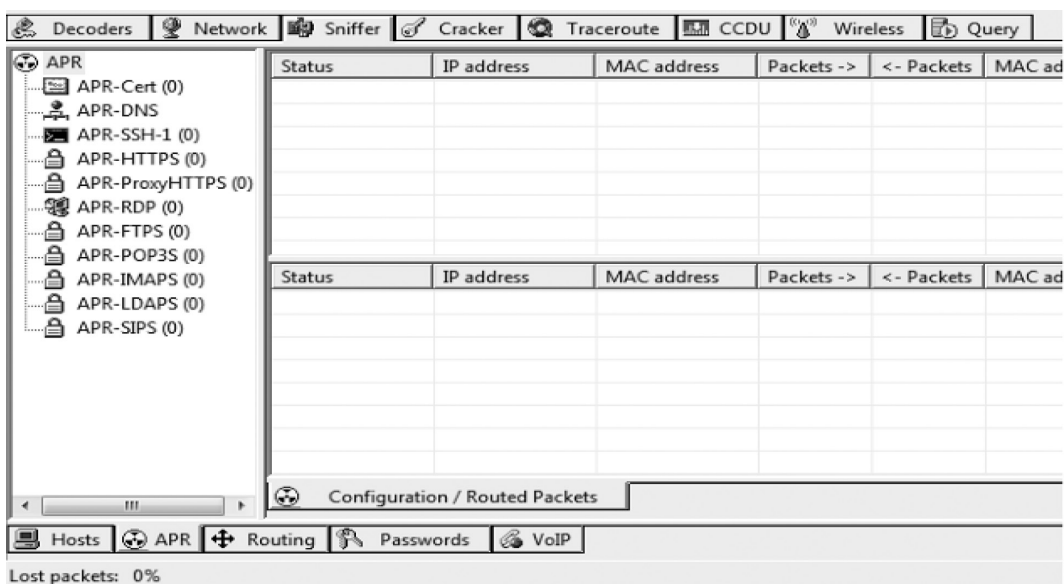 Decoders Network Sniffer Cracker Traceroute CCDU Wireless Query
APR
APR-Cert (0)
APR-DNS
APR-SSH-1 (0)
APR-HTTPS (0)
APR-ProxyHTTPS (0)
APR-RDP (0)
APR-FTPS (0)
APR-POP3S (0)
APR-IMAPS (0)
APR-LDAPS (0)
APR-SIPS (0)
Status IP address MAC address Packets -> <- Packets MAC ad
Status IP address MAC address Packets -> <- Packets MAC ad
Configuration / Routed Packets
Hosts APR Routing Passwords VoIP
Lost packets: 0%